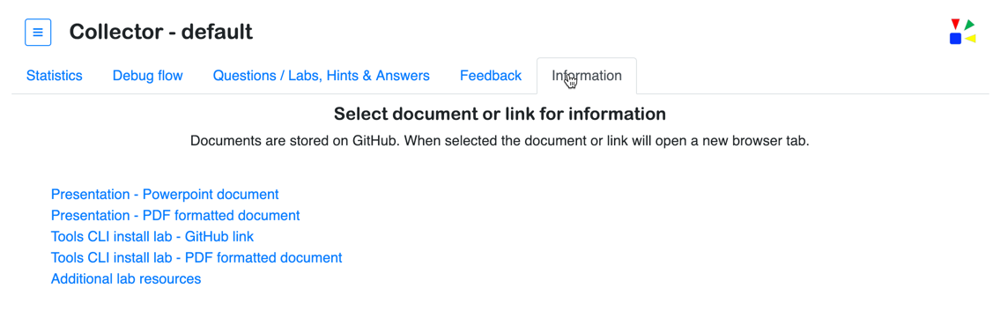 Collector - default
Statistics Debug flow Questions / Labs, Hints & Answers Feedback Information
Select document or link for information
Documents are stored on GitHub. When selected the document or link will open a new browser tab.
Presentation - Powerpoint document
Presentation - PDF formatted document
Tools CLI install lab - GitHub link
Tools CLI install lab - PDF formatted document
Additional lab resources